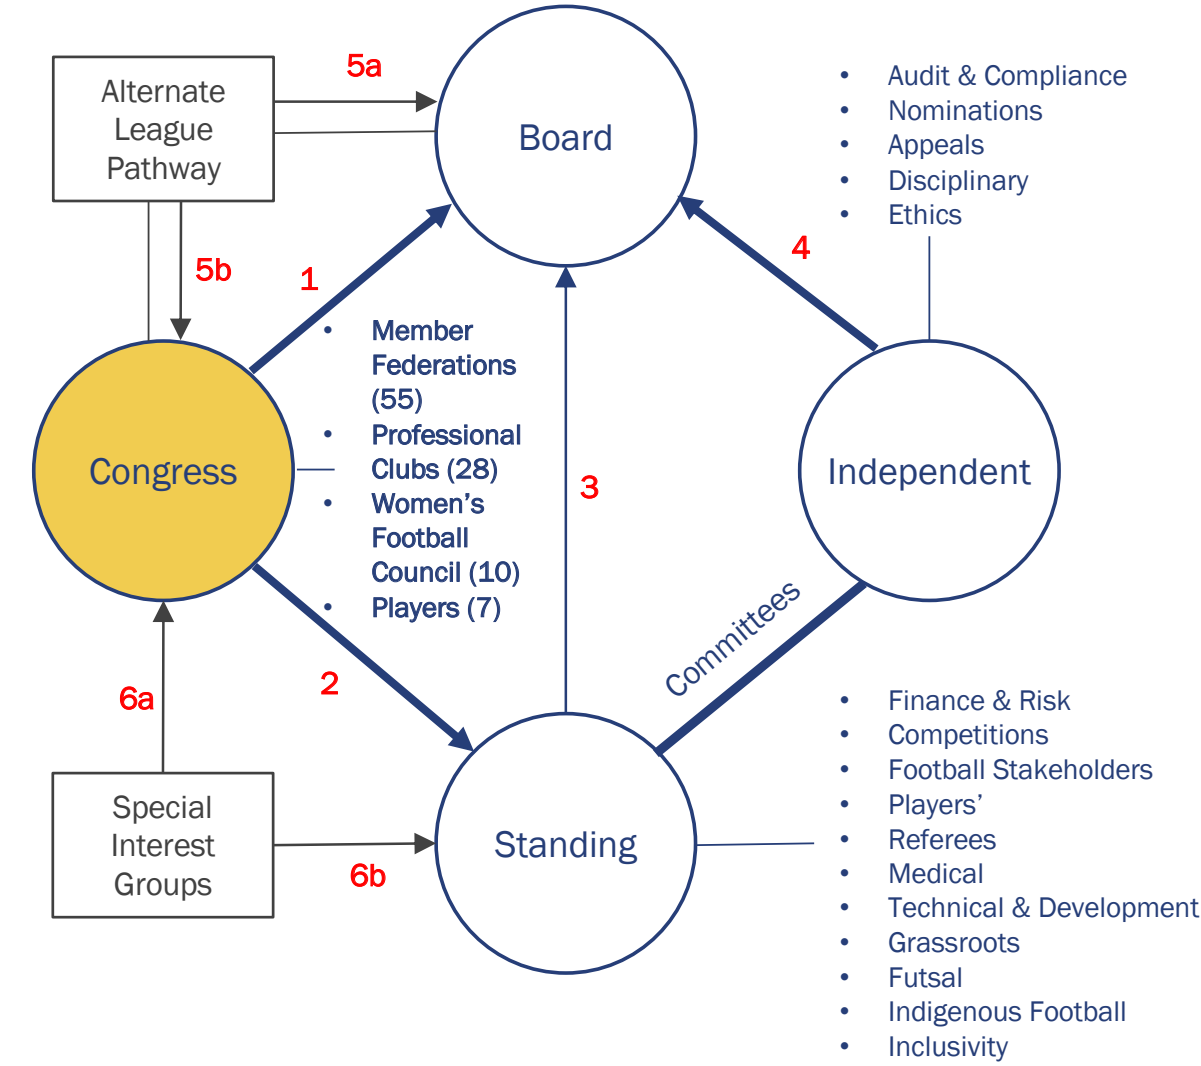 Alternate
League
Pathway
5a
Board
• Audit & Compliance
• Nominations
• Appeals
• Disciplinary
• Ethics
5b
1
4
• Member
Federations
(55)
• Professional
Clubs (28)
• Women's
Football
Council (10)
• Players (7)
Congress
3
Independent
Committees
2
6a
Special
Interest
Groups
6b
Standing
• Finance & Risk
• Competitions
• Football Stakeholders
• Players'
• Referees
• Medical
• Technical & Development
• Grassroots
• Futsal
• Indigenous Football
• Inclusivity